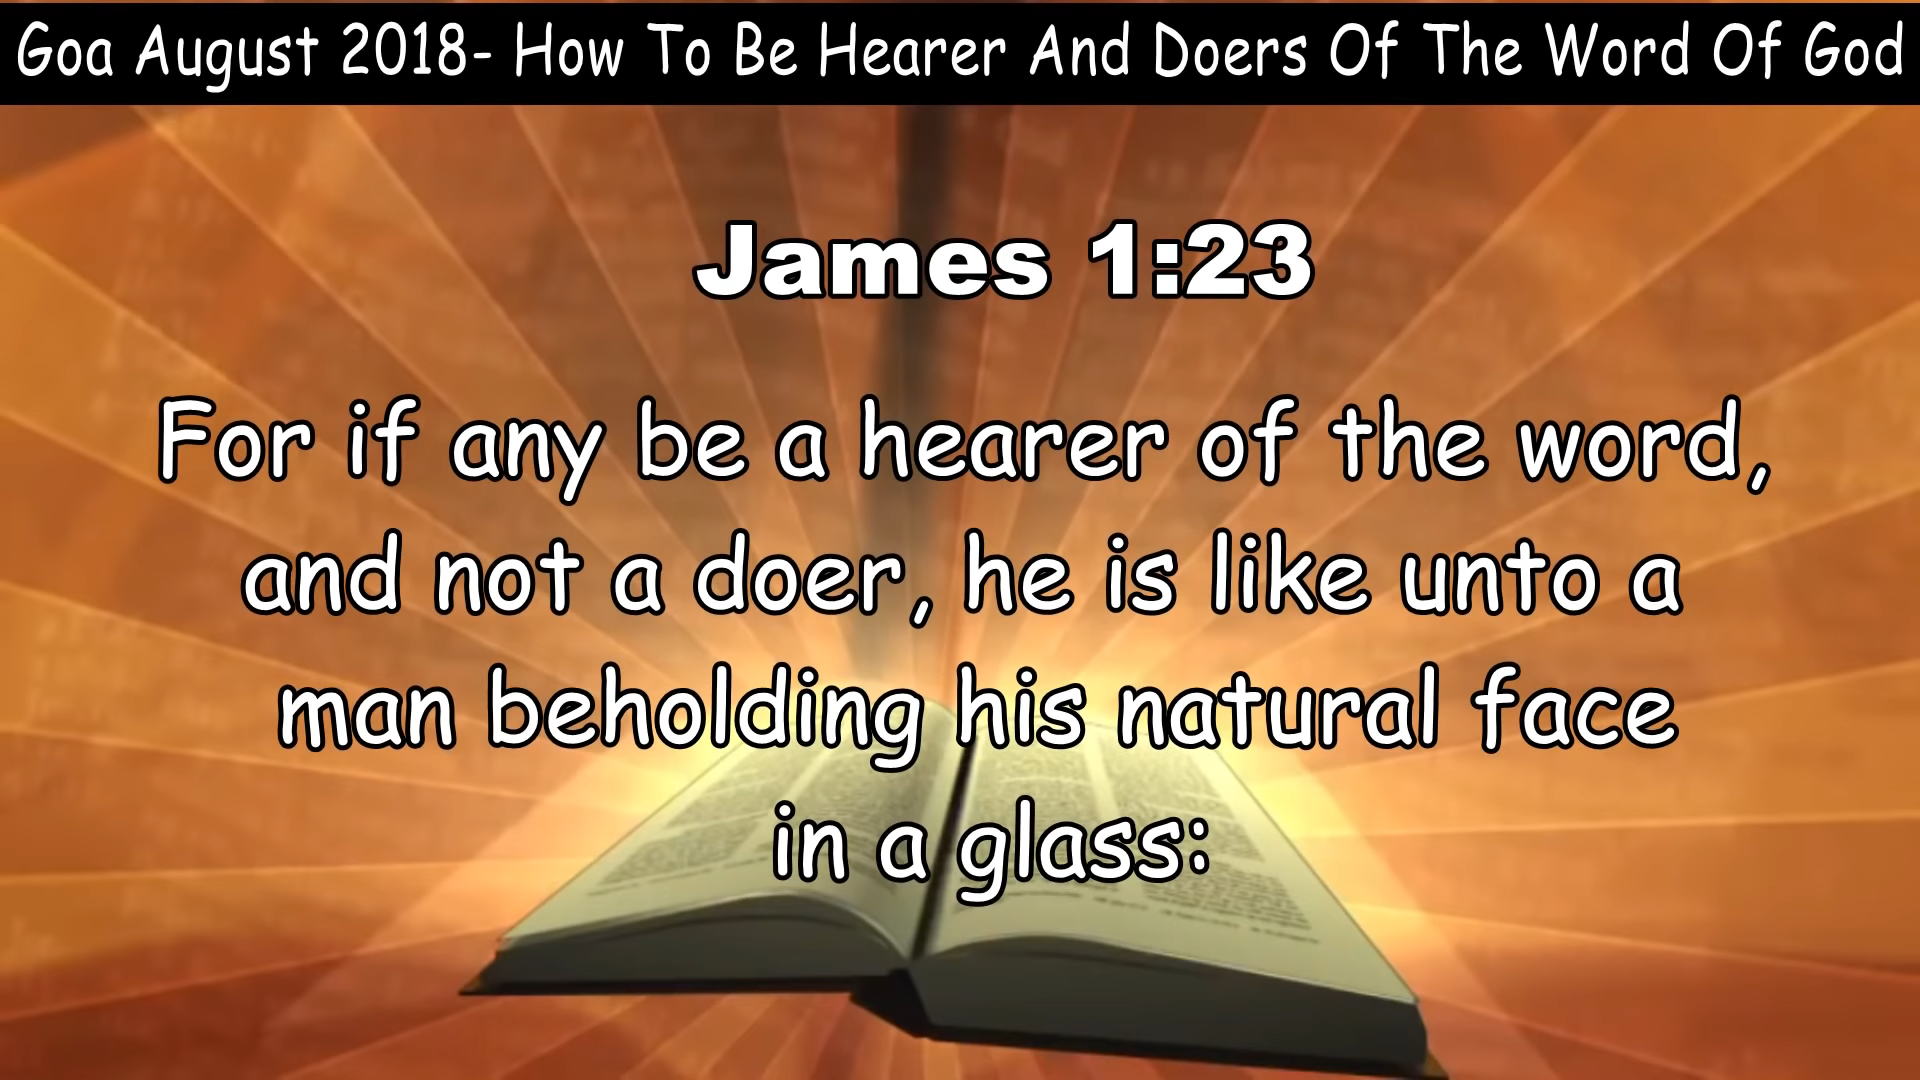 Goa August 2018- How To Be Hearer And Doers Of The Word Of God
James 1:23
For if any be a hearer of the word,
and not a doer, he is like unto a
man beholding his natural face
in a glass: